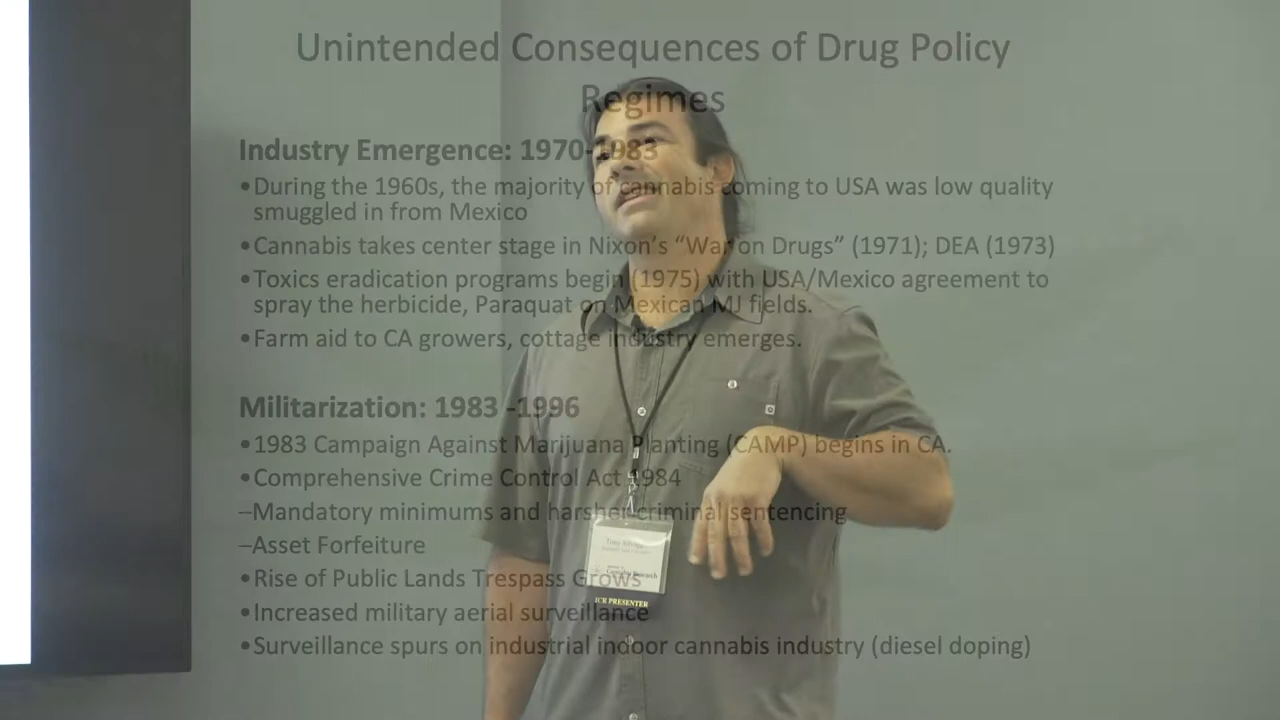 Unintended Consequences of Drug Policy
Regimes
Industry Emergence: 1970-1983
•During the 1960s, the majority of cannabis coming to USA was low quality
smuggled in from Mexico
•Cannabis takes center stage in Nixon’s “War on Drugs” (1971); DEA (1973)
•Toxics eradication programs begin (1975) with USA/Mexico agreement to
spray the herbicide, Paraquat on Mexican MJ fields.
•Farm aid to CA growers, cottage industry emerges.
Militarization: 1983 -1996
•1983 Campaign Against Marijuana Planting (CAMP) begins in CA.
•Comprehensive Crime Control Act 1984
–Mandatory minimums and harsher criminal sentencing
–Asset Forfeiture
•Rise of Public Lands Trespass Grows
•Increased military aerial surveillance
•Surveillance spurs on industrial indoor cannabis industry (diesel doping)
Tony
Cannabis Research
ICR PRESENTER